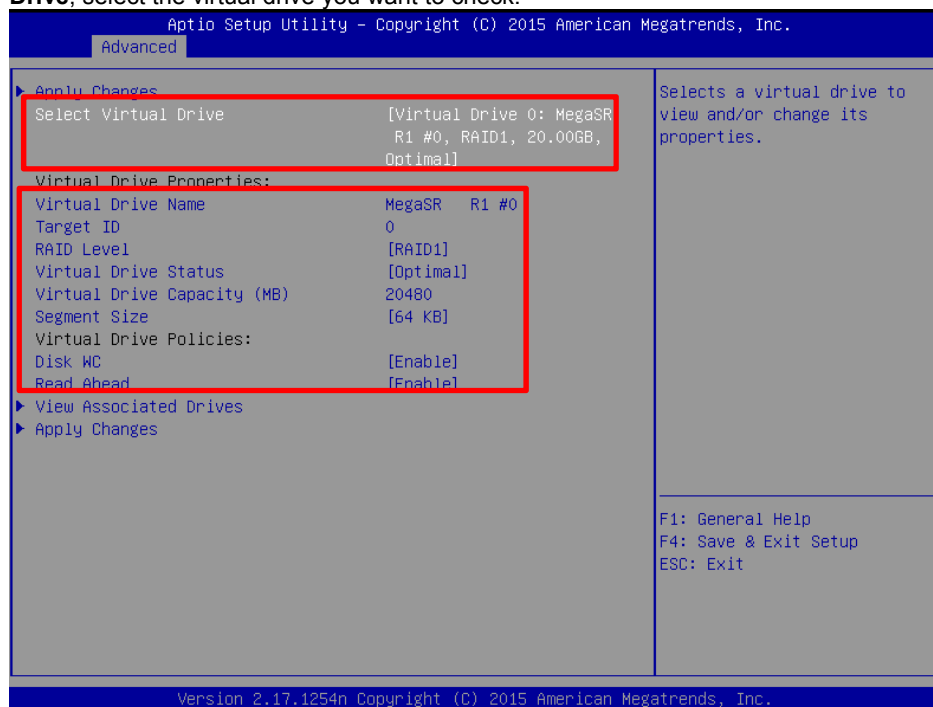 Drive, select the virtual drive you want to check.
Aptio Setup Utility – Copyright (C) 2015 American Megatrends, Inc.
Advanced
Apply Changes
Select Virtual Drive [Virtual Drive 0: MegaSR
R1 #0, RAID1, 20.00GB,
Optimal]
Virtual Drive Properties:
Virtual Drive Name MegaSR R1 #0
Target ID 0
RAID Level [RAID1]
Virtual Drive Status [Optimal]
Virtual Drive Capacity (MB) 20480
Segment Size [64 KB]
Virtual Drive Policies:
Disk WC [Enable]
Read Ahead [Enable]
View Associated Drives
Apply Changes
Selects a virtual drive to
view and/or change its
properties.
F1: General Help
F4: Save & Exit Setup
ESC: Exit
Version 2.17.1254n Copyright (C) 2015 American Megatrends, Inc.